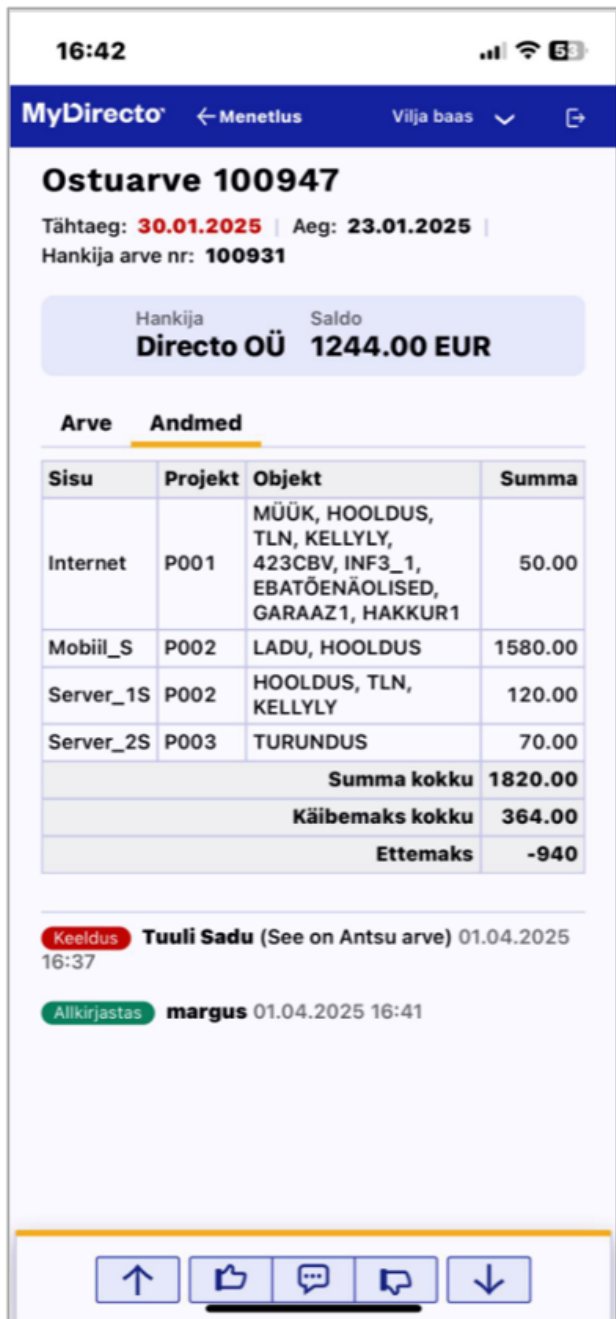 16:42
53
MyDirecto ←Menetlus Vilja baas
Ostuarve 100947
Tähtaeg: 30.01.2025 | Aeg: 23.01.2025 |
Hankija arve nr: 100931
Hankija Saldo
Directo OÜ 1244.00 EUR
Arve Andmed
Sisu Projekt Objekt Summa
MÜÜK, HOOLDUS,
TLN, KELLYLY,
Internet P001 423CBV, INF3_1, 50.00
EBATÕENÄOLISED,
GARAAZ1, HAKKUR1
Mobiil_S P002 LADU, HOOLDUS 1580.00
Server_1S P002 HOOLDUS, TLN, 120.00
KELLYLY
Server_2S P003 TURUNDUS 70.00
Summa kokku 1820.00
Käibemaks kokku 364.00
Ettemaks -940
Keeldus Tuuli Sadu (See on Antsu arve) 01.04.2025
16:37
Allkirjastas margus 01.04.2025 16:41